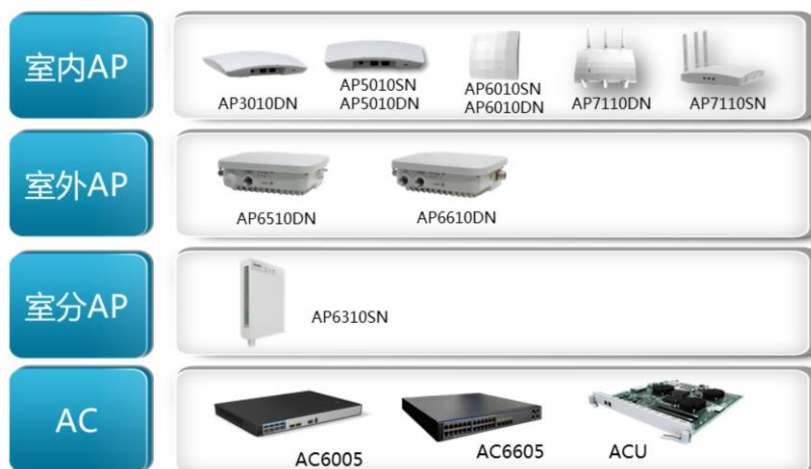 室内AP
AP3010DN
AP5010SN
AP5010DN
AP6010SN
AP6010DN
AP7110DN
AP7110SN
室外AP
AP6510DN
AP6610DN
室分AP
AP6310SN
AC
AC6005
AC6605
ACU